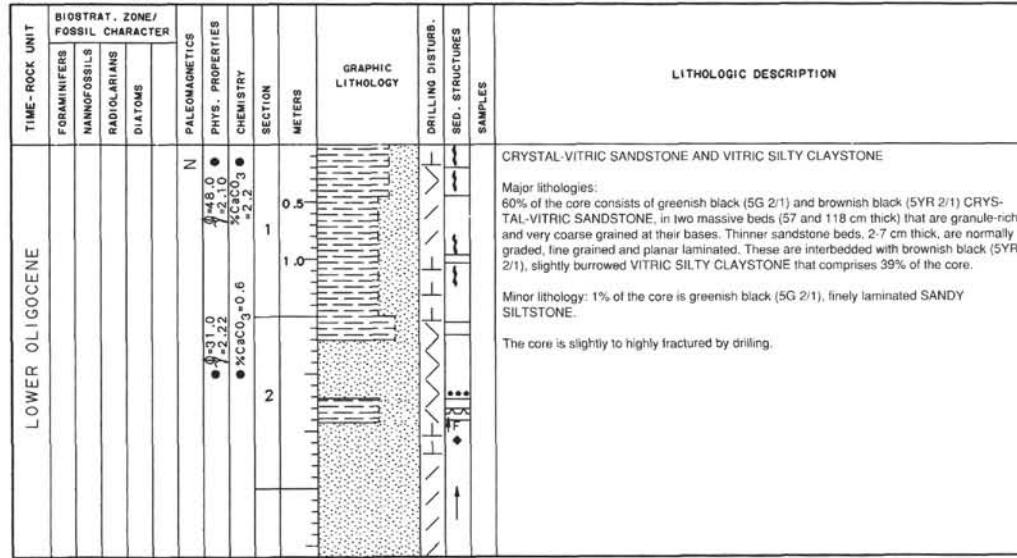 TIME-ROCK UNIT
BIOSTRAT. ZONE/
FOSSIL CHARACTER
FORAMINIFERS
NANNOFOSSILS
RADIOLARIANS
DIATOMS
PALEOMAGNETICS
PHYS. PROPERTIES
CHEMISTRY
SECTION
METERS
GRAPHIC
LITHOLOGY
DRILLING DISTURB.
SED. STRUCTURES
SAMPLES
LITHOLOGIC DESCRIPTION
LOWER OLIGOCENE
N
φ=48.0
γ=2.10
%CaCO3
=2.2
φ=31.0
γ=2.22
%CaCO3=0.6
1
2
0.5
1.0
F
CRYSTAL-VITRIC SANDSTONE AND VITRIC SILTY CLAYSTONE
Major lithologies:
60% of the core consists of greenish black (5G 2/1) and brownish black (5YR 2/1) CRYS-
TAL-VITRIC SANDSTONE, in two massive beds (57 and 118 cm thick) that are granule-rich
and very coarse grained at their bases. Thinner sandstone beds, 2-7 cm thick, are normally
graded, fine grained and planar laminated. These are interbedded with brownish black (5YR
2/1), slightly burrowed VITRIC SILTY CLAYSTONE that comprises 39% of the core.
Minor lithology: 1% of the core is greenish black (5G 2/1), finely laminated SANDY
SILTSTONE.
The core is slightly to highly fractured by drilling.